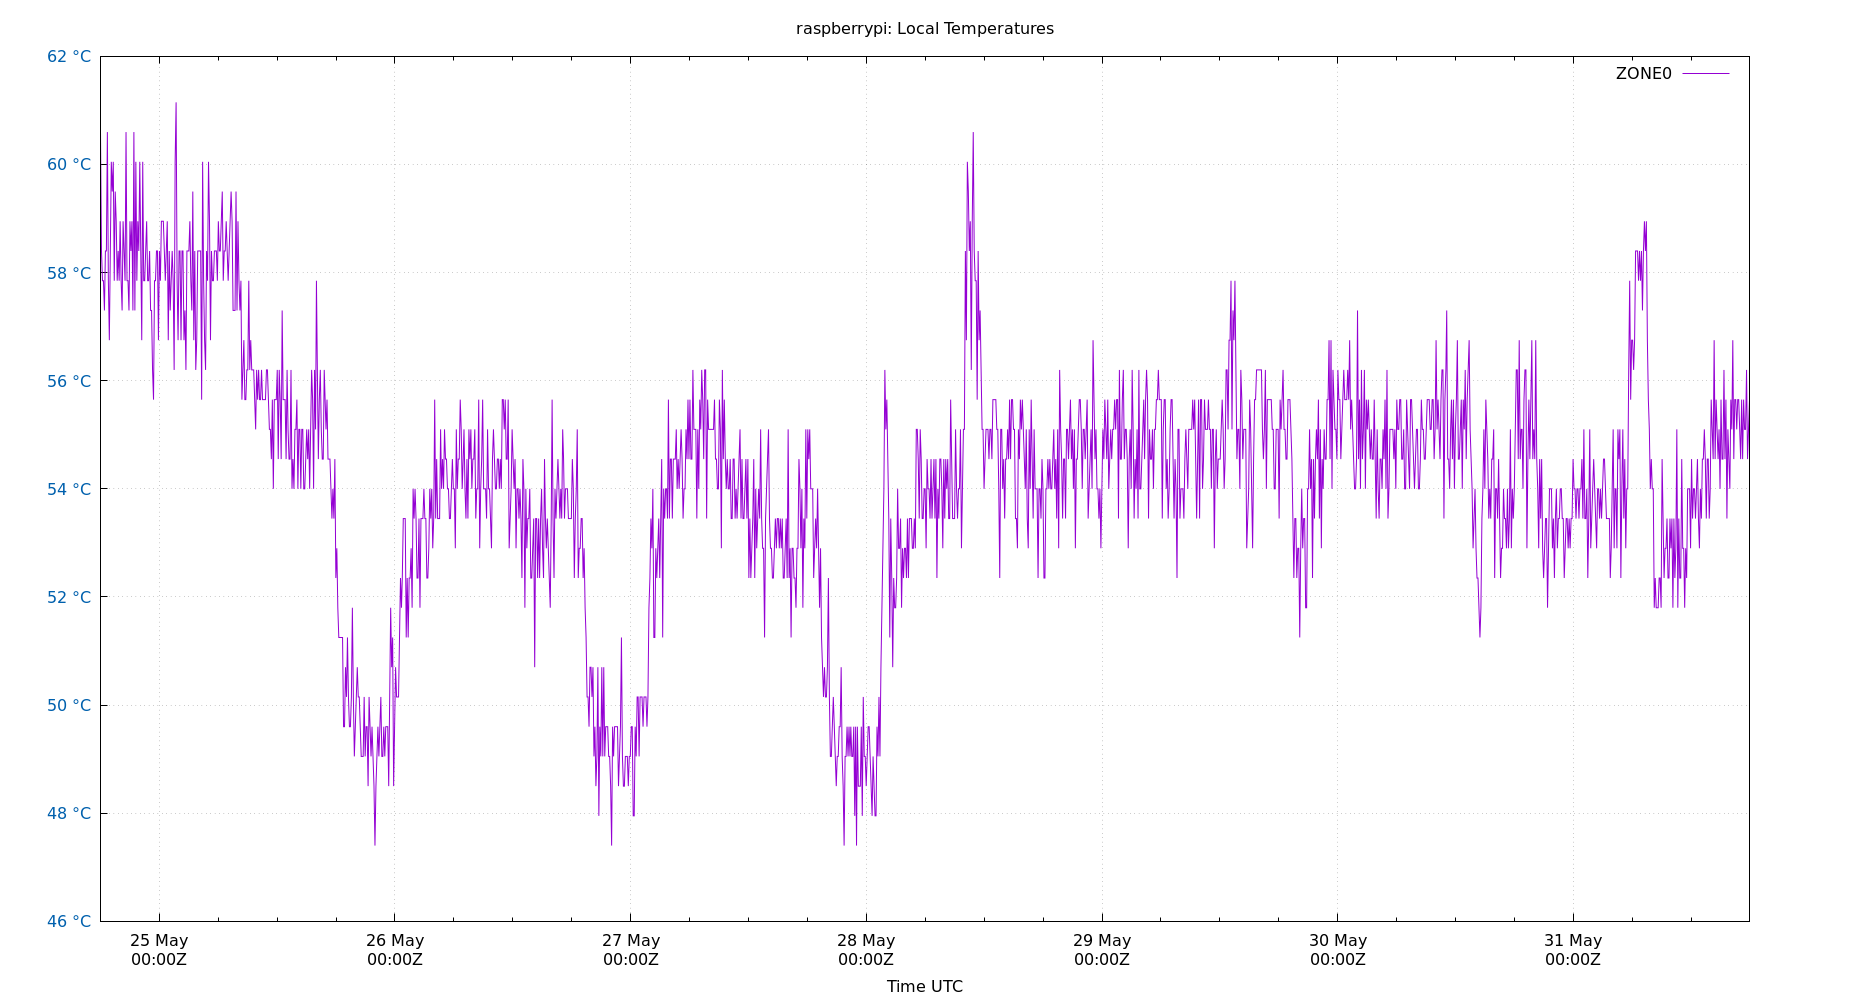 raspberrypi: Local Temperatures
62 °C
60 °C
58 °C
56 °C
54 °C
52 °C
50 °C
48 °C
46 °C
ZONE0
25 May 26 May 27 May 28 May 29 May 30 May 31 May
00:00Z 00:00Z 00:00Z 00:00Z 00:00Z 00:00Z 00:00Z
Time UTC